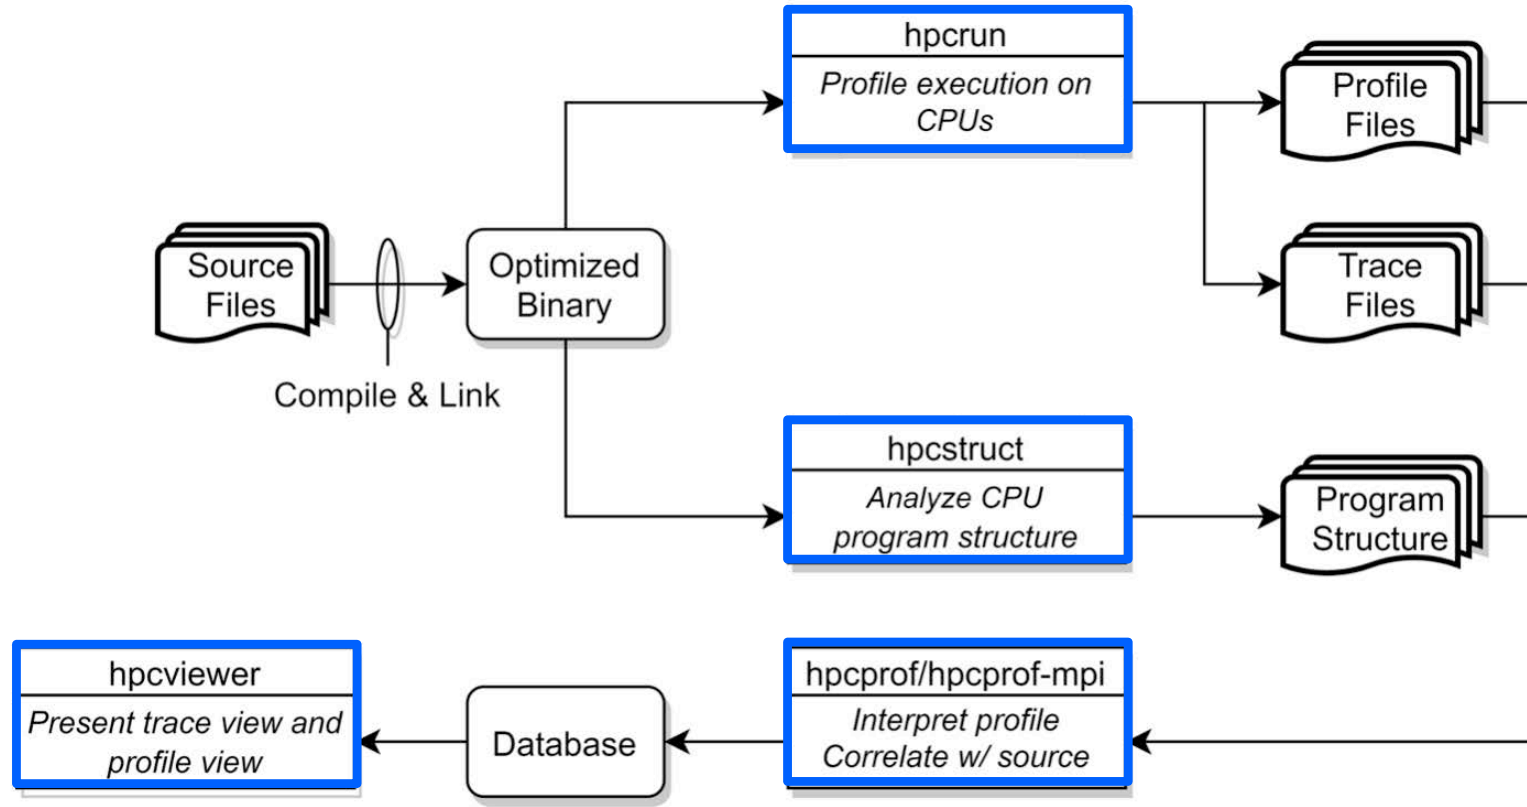 hpcrun
Profile execution on
CPUs
Profile
Files
Source
Files
Optimized
Binary
Trace
Files
Compile & Link
hpcstruct
Analyze CPU
program structure
Program
Structure
hpcviewer
Present trace view and
profile view
Database
hpcprof/hpcprof-mpi
Interpret profile
Correlate w/ source